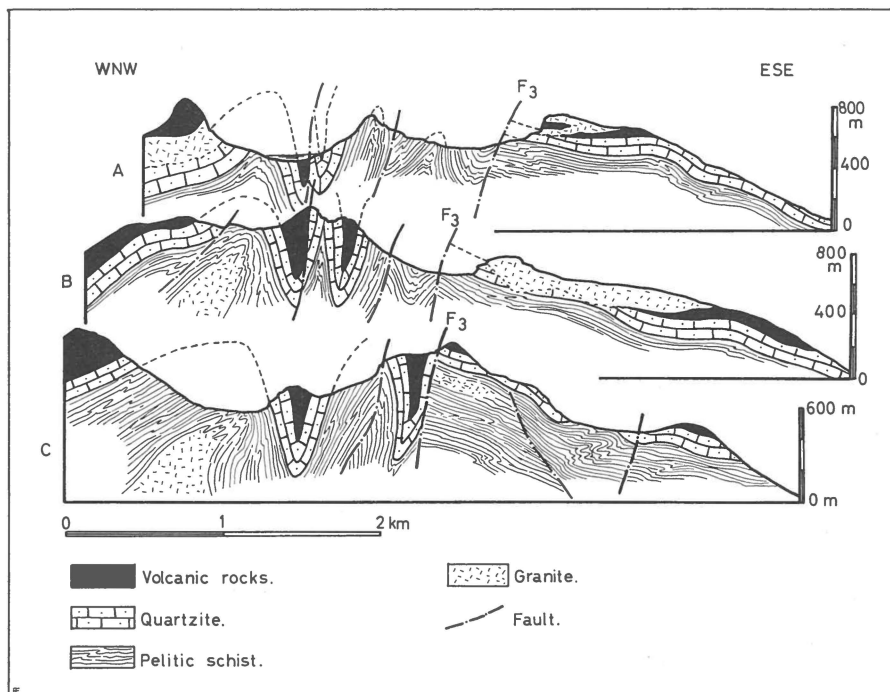 WNW
ESE
F3
800
m
A
400
0
F3
800
m
B
400
F3
0
600 m
C
0 m
0 1 2 km
Volcanic rocks.
Granite.
Quartzite.
Fault.
Pelitic schist.